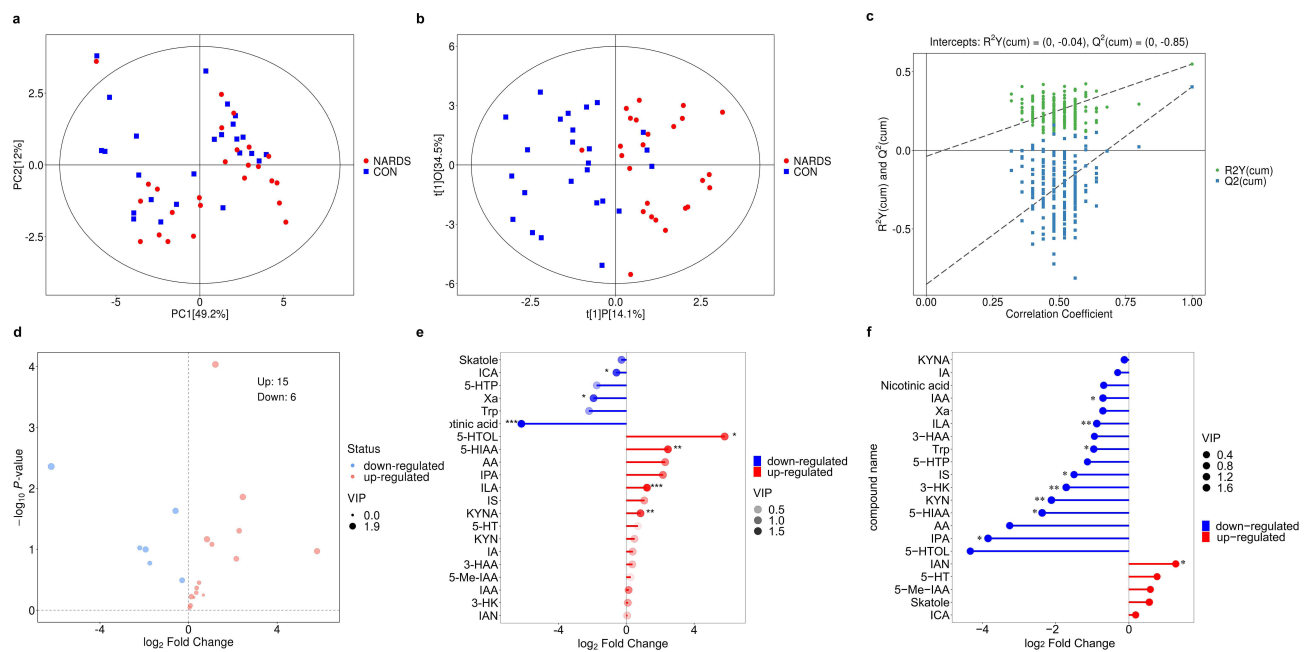 a
PC2[12%]
2.5
0.0
-2.5
-5
0
5
PC1[49.2%]
NARDS
CON
b
t[1]O[34.5%]
6
3
0
-3
-6
-2.5
0.0
2.5
t[1]P[14.1%]
NARDS
CON
c
Intercepts: R²Y(cum) = (0, -0.04), Q²(cum) = (0, -0.85)
R²Y(cum) and Q²(cum)
0.5
0.0
-0.5
0.00
0.25
0.50
0.75
1.00
Correlation Coefficient
R2Y(cum)
Q2(cum)
d
−log₁₀ P-value
4
3
2
1
0
Up: 15
Down: 6
-4
0
4
log₂ Fold Change
Status
down-regulated
up-regulated
VIP
0.0
1.9
e
Skatole
ICA *
5-HTP
Xa *
Trp
otinic acid ***
5-HTOL *
5-HIAA **
AA
IPA
ILA ***
IS
KYNA **
5-HT
KYN
IA
3-HAA
5-Me-IAA
IAA
3-HK
IAN
-4
0
4
log₂ Fold Change
down-regulated
up-regulated
VIP
0.5
1.0
1.5
f
compound name
KYNA
IA
Nicotinic acid
IAA *
Xa
ILA **
3-HAA
Trp *
5-HTP
IS *
3-HK **
KYN **
5-HIAA *
AA
IPA *
5-HTOL
IAN *
5-HT
5-Me-IAA
Skatole
ICA
−4
−2
0
log₂ Fold Change
VIP
0.4
0.8
1.2
1.6
down-regulated
up-regulated